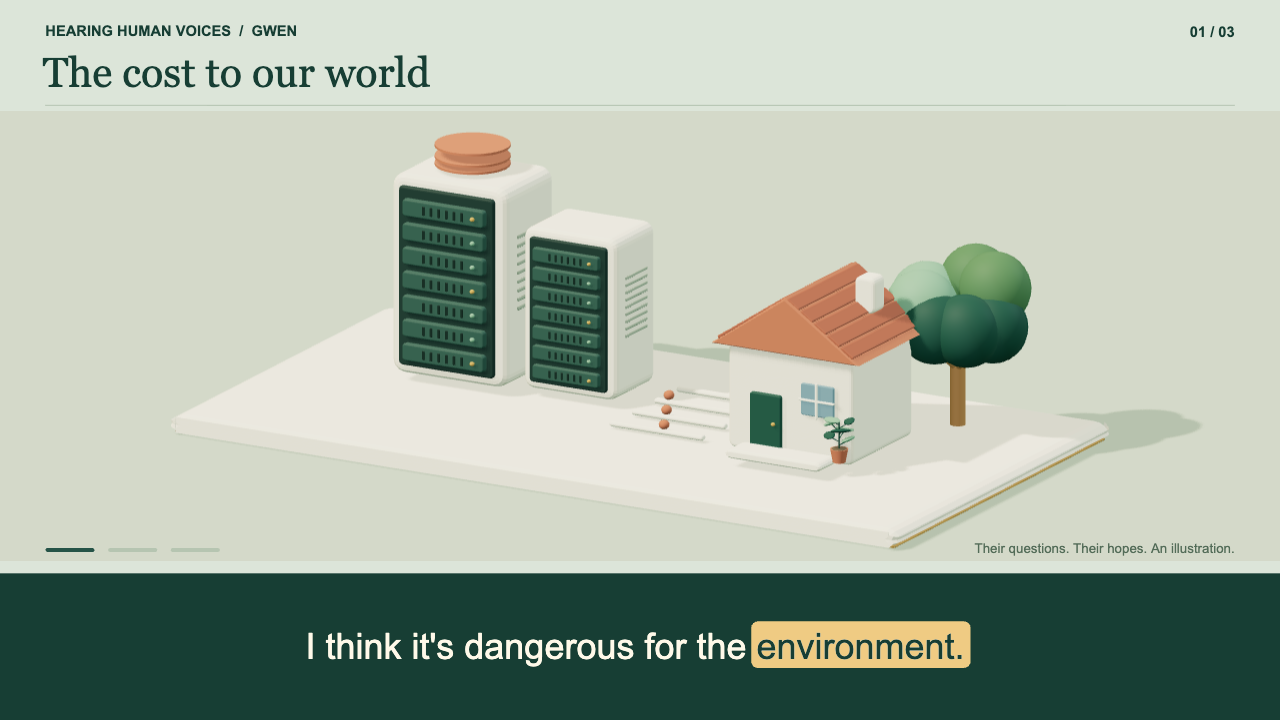 HEARING HUMAN VOICES / GWEN
01 / 03
The cost to our world
Their questions. Their hopes. An illustration.
I think it's dangerous for the environment.